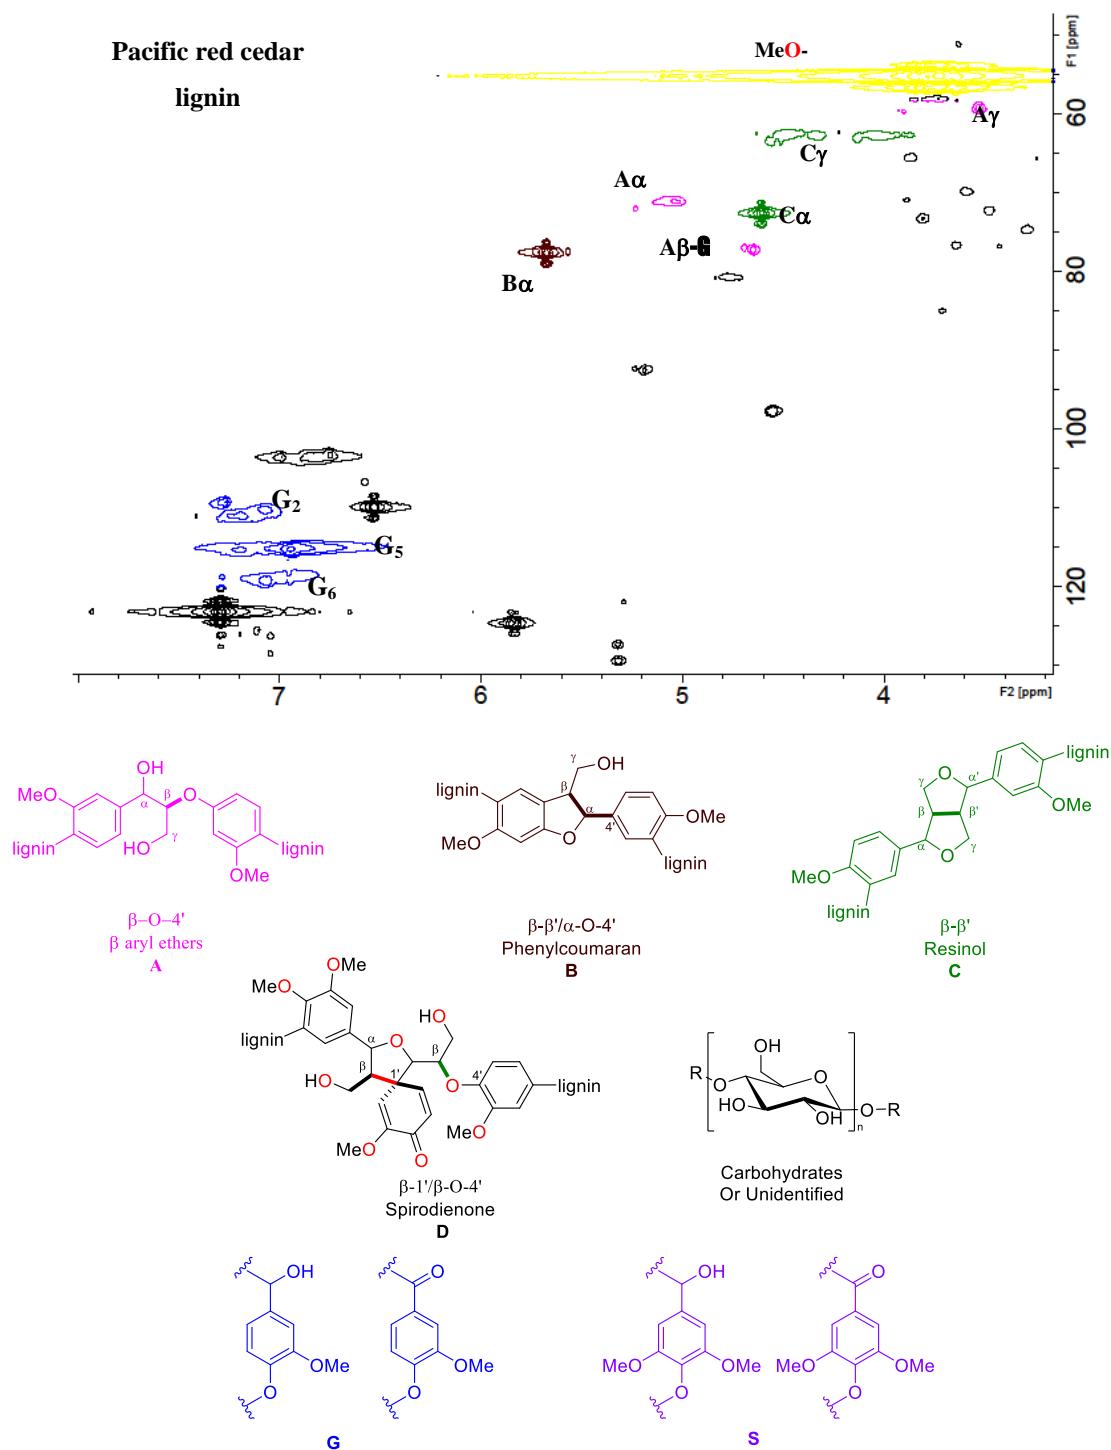 Pacific red cedar
lignin
MeO-
F1 [ppm]
Aγ
Cγ
Aα
Cα
Aβ-G
Bα
G2
G5
G6
60
80
100
120
7
6
5
4
F2 [ppm]
OH
MeO
α
β
O
γ
HO
lignin
lignin
OMe
β−O−4'
β aryl ethers
A
γ
OH
lignin
β
α
MeO
O
4'
OMe
lignin
β-β'/α-O-4'
Phenylcoumaran
B
lignin
O
α'
γ
OMe
β
β'
α
O
γ
MeO
lignin
β-β'
Resinol
C
OMe
MeO
HO
lignin
α
O
β
β
1'
4'
HO
O
lignin
MeO
MeO
O
β-1'/β-O-4'
Spirodienone
D
OH
R
O
O
HO
OH
O−R
n
Carbohydrates
Or Unidentified
OH
O
OMe
OMe
O
O
G
OH
O
MeO
OMe
MeO
OMe
O
O
S